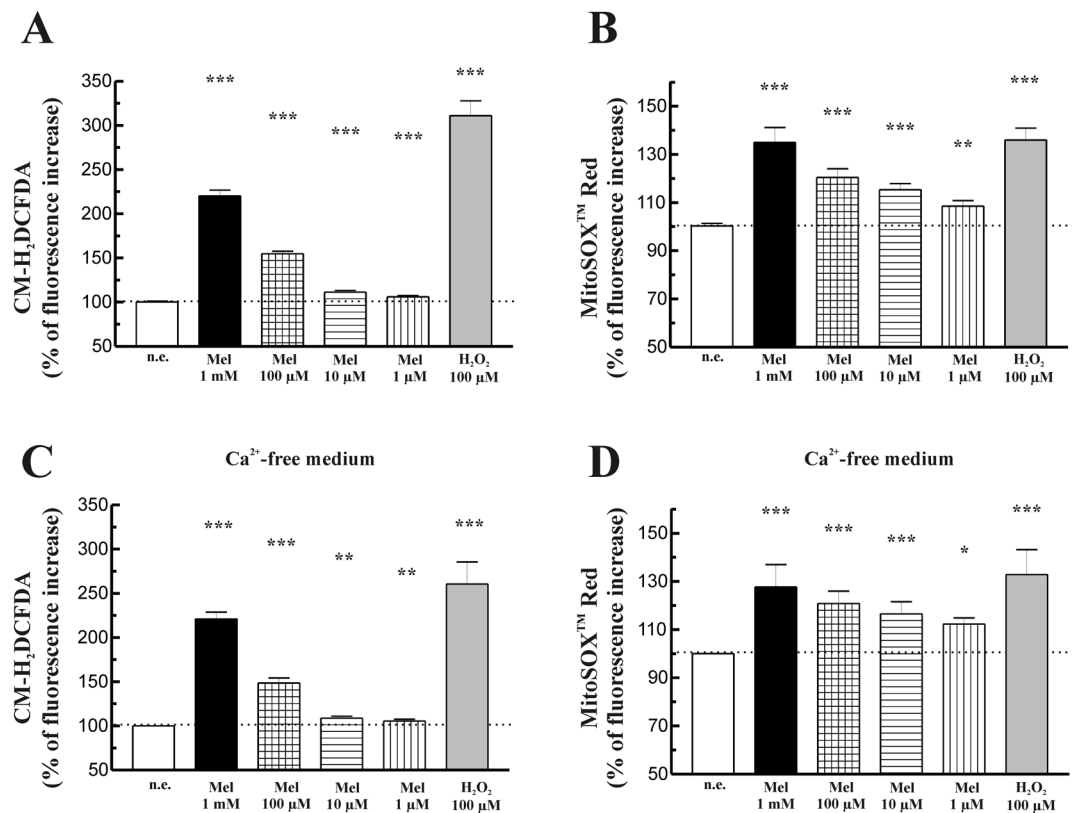 A
CM-H₂DCFDA
(% of fluorescence increase)
350
300
250
200
150
100
50
***
***
***
***
***
n.e.
Mel
1 mM
Mel
100 µM
Mel
10 µM
Mel
1 µM
H₂O₂
100 µM
B
MitoSOX™ Red
(% of fluorescence increase)
150
130
110
90
70
50
***
***
***
**
***
n.e.
Mel
1 mM
Mel
100 µM
Mel
10 µM
Mel
1 µM
H₂O₂
100 µM
C
Ca²⁺-free medium
CM-H₂DCFDA
(% of fluorescence increase)
350
300
250
200
150
100
50
***
***
**
**
***
n.e.
Mel
1 mM
Mel
100 µM
Mel
10 µM
Mel
1 µM
H₂O₂
100 µM
D
Ca²⁺-free medium
MitoSOX™ Red
(% of fluorescence increase)
150
130
110
90
70
50
***
***
***
*
***
n.e.
Mel
1 mM
Mel
100 µM
Mel
10 µM
Mel
1 µM
H₂O₂
100 µM